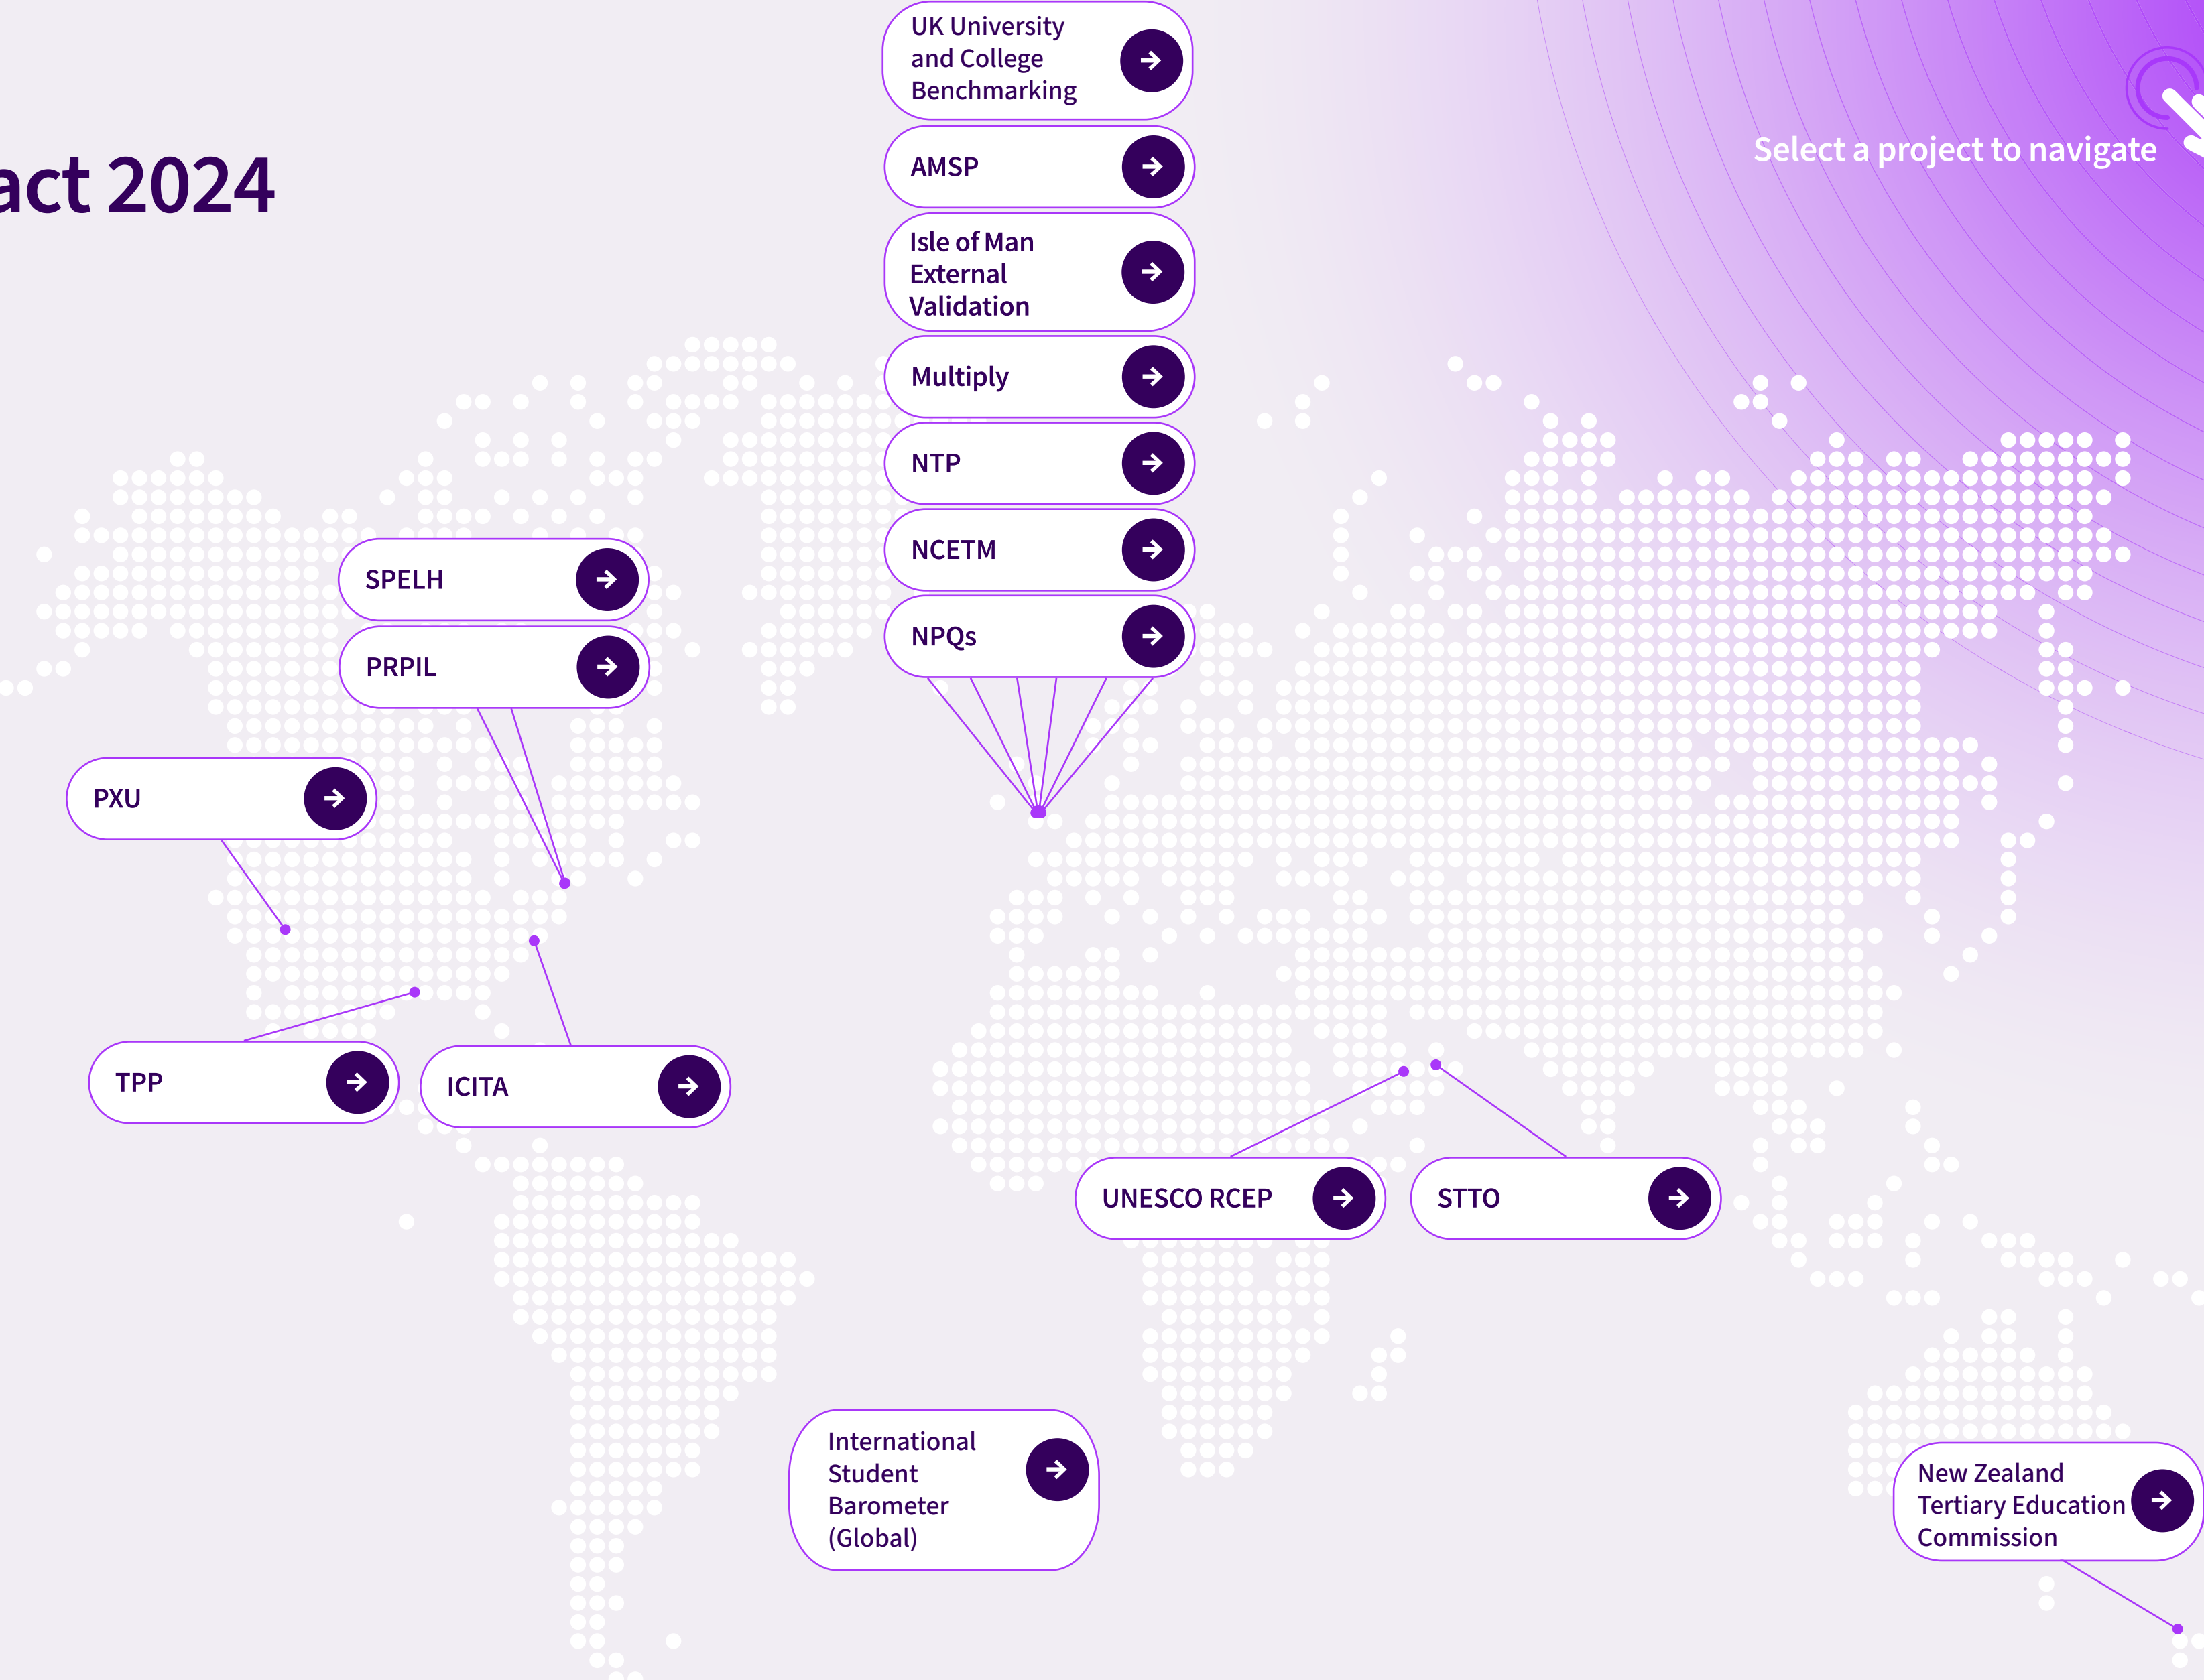 UK University
and College
Benchmarking
act 2024
Select a project to navigate
AMSP
Isle of Man
External
Validation
Multiply
NTP
NCETM
NPQs
SPELH
PRPIL
PXU
TPP
ICITA
UNESCO RCEP
STTO
International
Student
Barometer
(Global)
New Zealand
Tertiary Education
Commission